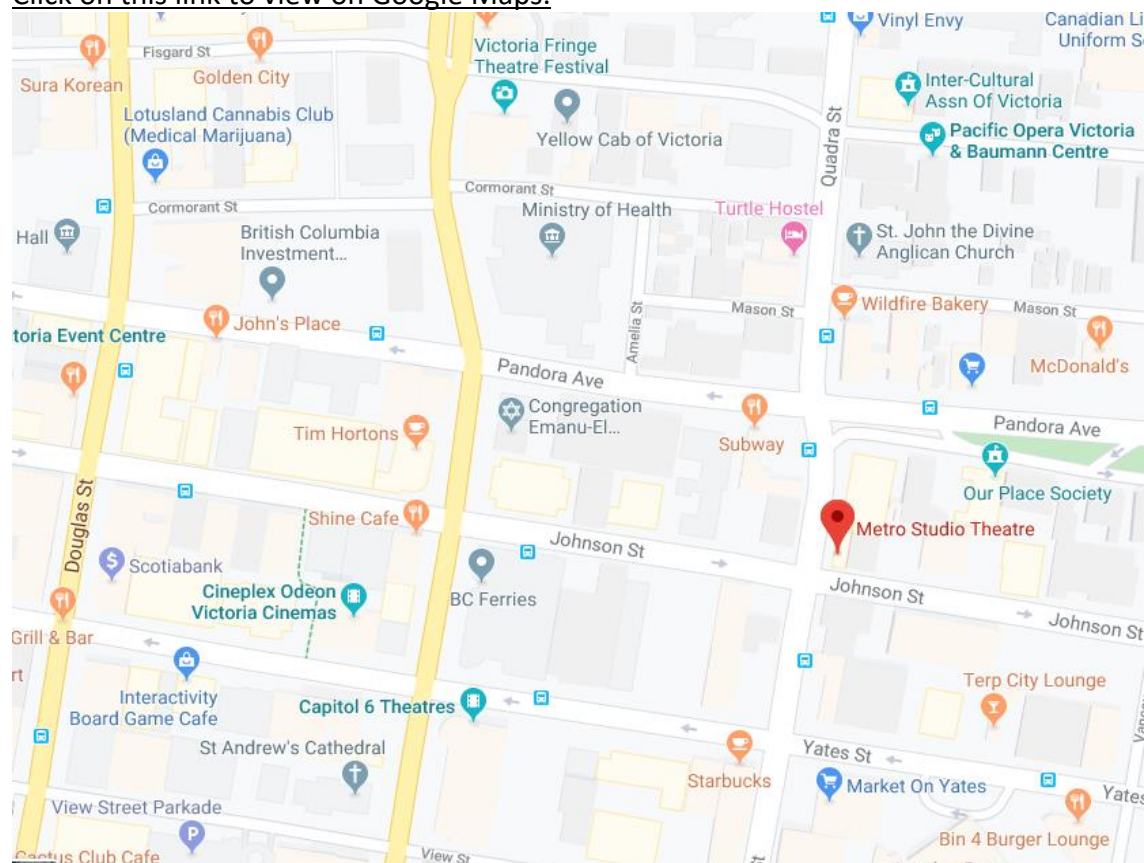 Click on this link to view on Google Maps:
Vinyl Envy
Canadian Li
Uniform S
Fisgard St
Sura Korean
Golden City
Victoria Fringe
Theatre Festival
Inter-Cultural
Assn Of Victoria
Lotusland Cannabis Club
(Medical Marijuana)
Yellow Cab of Victoria
Quadra St
Pacific Opera Victoria
& Baumann Centre
Cormorant St
Cormorant St
Hall
British Columbia
Investment...
Ministry of Health
Turtle Hostel
St. John the Divine
Anglican Church
Mason St
Wildfire Bakery
Mason St
John's Place
Amelia St
toria Event Centre
McDonald's
Pandora Ave
Congregation
Emanu-El...
Tim Hortons
Subway
Pandora Ave
Our Place Society
Douglas St
Shine Cafe
Johnson St
Metro Studio Theatre
Scotiabank
Cineplex Odeon
Victoria Cinemas
BC Ferries
Johnson St
Johnson St
Grill & Bar
rt
Interactivity
Board Game Cafe
Capitol 6 Theatres
Terp City Lounge
Vancou
St Andrew's Cathedral
Starbucks
Yates St
Market On Yates
Yates
View Street Parkade
Bin 4 Burger Lounge
Cactus Club Cafe
View St
St